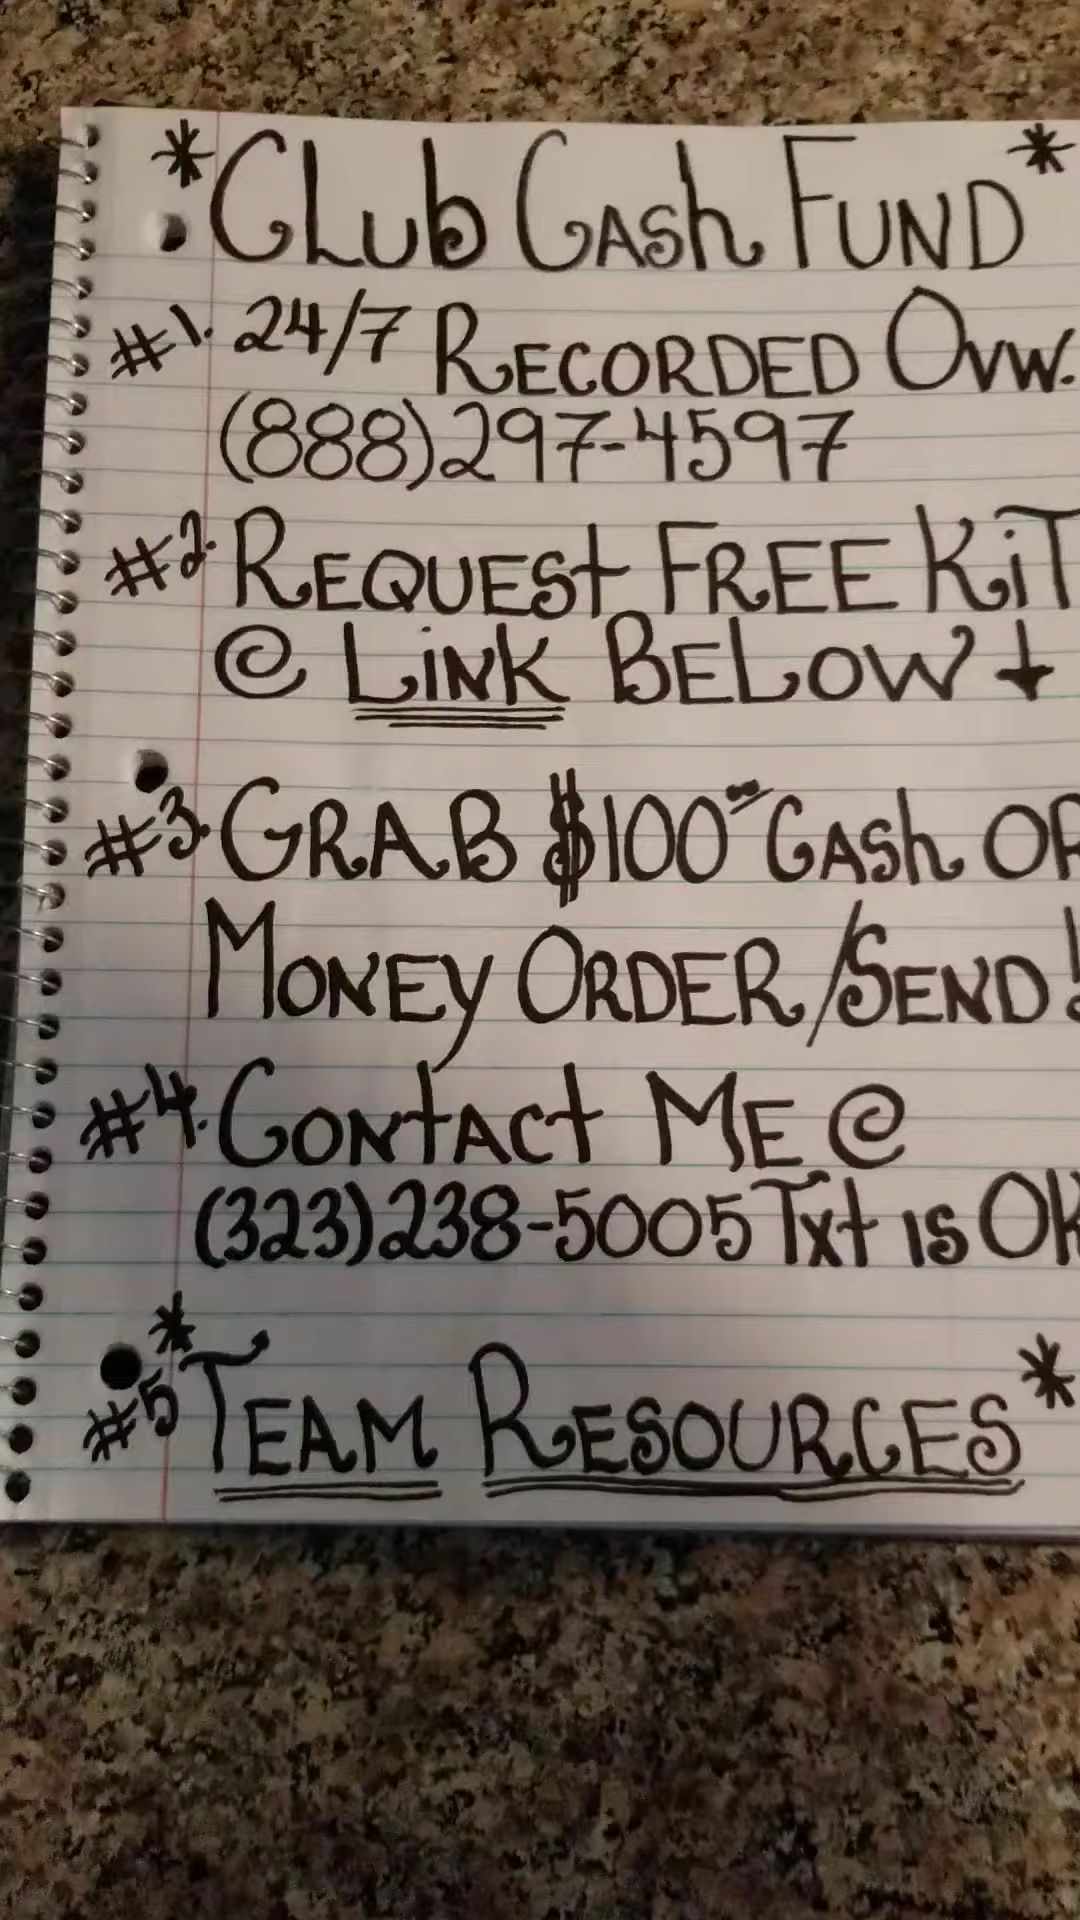 *Club Cash Fund*
#1. 24/7 Recorded Ovw.
(888)297-4597
#2. Request Free Kit
@ Link Below ↓
#3. Grab $100 Cash or
Money Order/Send!
#4. Contact Me @
(323)238-5005 Txt is OK
#5 *Team Resources*